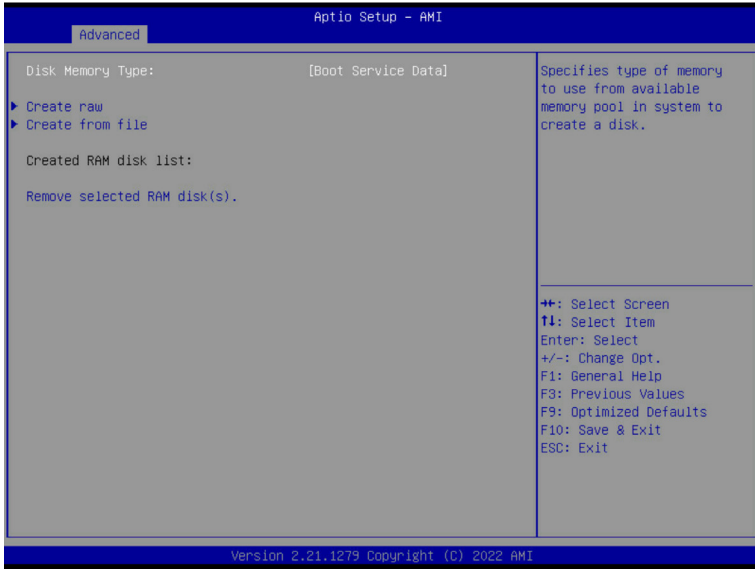 Aptio Setup – AMI
Advanced
Disk Memory Type: [Boot Service Data]
Create raw
Create from file
Created RAM disk list:
Remove selected RAM disk(s).
Specifies type of memory
to use from available
memory pool in system to
create a disk.
→←: Select Screen
↑↓: Select Item
Enter: Select
+/-: Change Opt.
F1: General Help
F3: Previous Values
F9: Optimized Defaults
F10: Save & Exit
ESC: Exit
Version 2.21.1279 Copyright (C) 2022 AMI